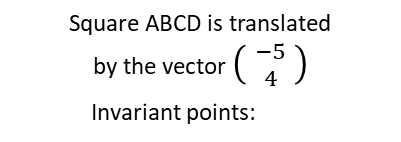 Square ABCD is translated
by the vector (−5
4)
Invariant points: